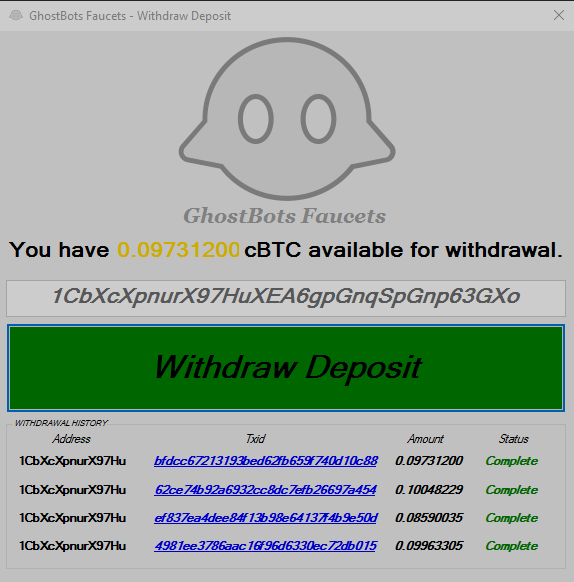 GhostBots Faucets - Withdraw Deposit
GhostBots Faucets
You have 0.09731200 cBTC available for withdrawal.
1CbXcXpnurX97HuXEA6gpGnqSpGnp63GXo
Withdraw Deposit
WITHDRAWAL HISTORY
Address Txid Amount Status
1CbXcXpnurX97Hu bfdcc67213193bed62fb659f740d10c88 0.09731200 Complete
1CbXcXpnurX97Hu 62ce74b92a6932cc8dc7efb26697a454 0.10048229 Complete
1CbXcXpnurX97Hu ef837ea4dee84f13b98e64137f4b9e50d 0.08590035 Complete
1CbXcXpnurX97Hu 4981ee3786aac16f96d6330ec72db015 0.09963305 Complete